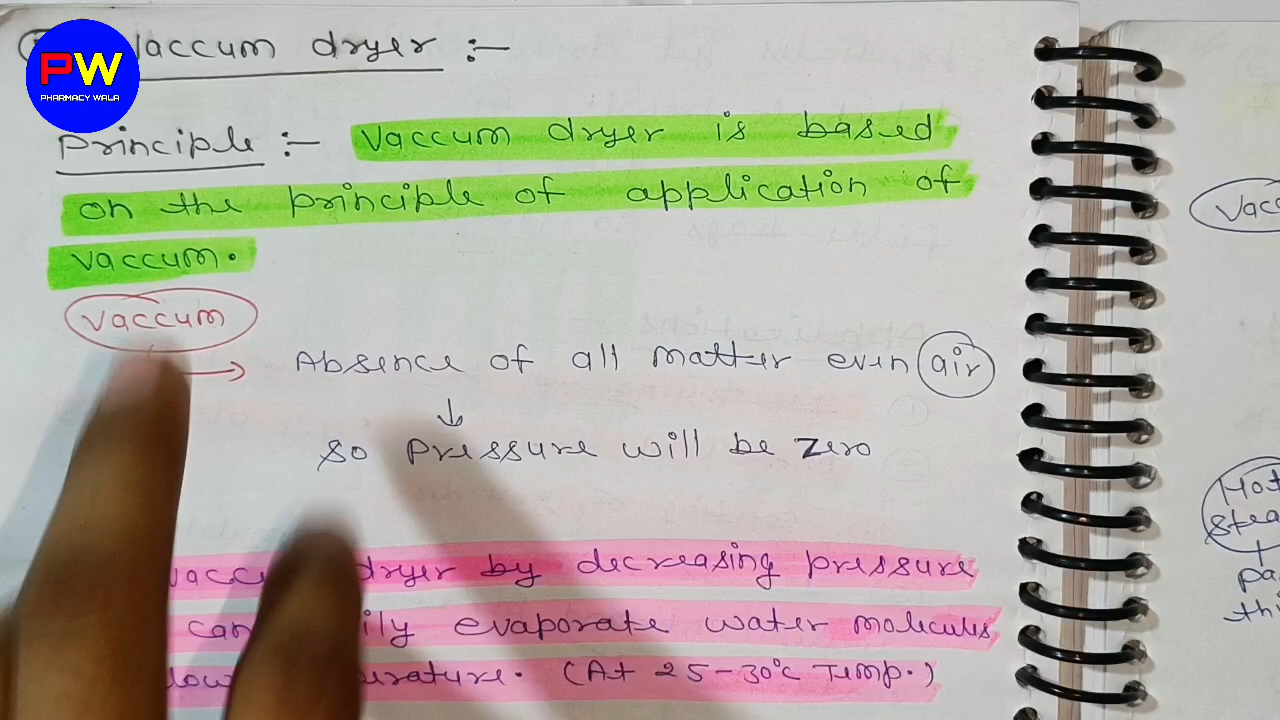 Vaccum dryer :-
PW
PHARMACY WALA
Principle :- Vaccum dryer is based
on the principle of application of
vaccum.
Vaccum
→ Absence of all matter even air
↓
So Pressure will be zero
dryer by decreasing pressure
can evaporate water molecules
(At 25-30°C Temp.)